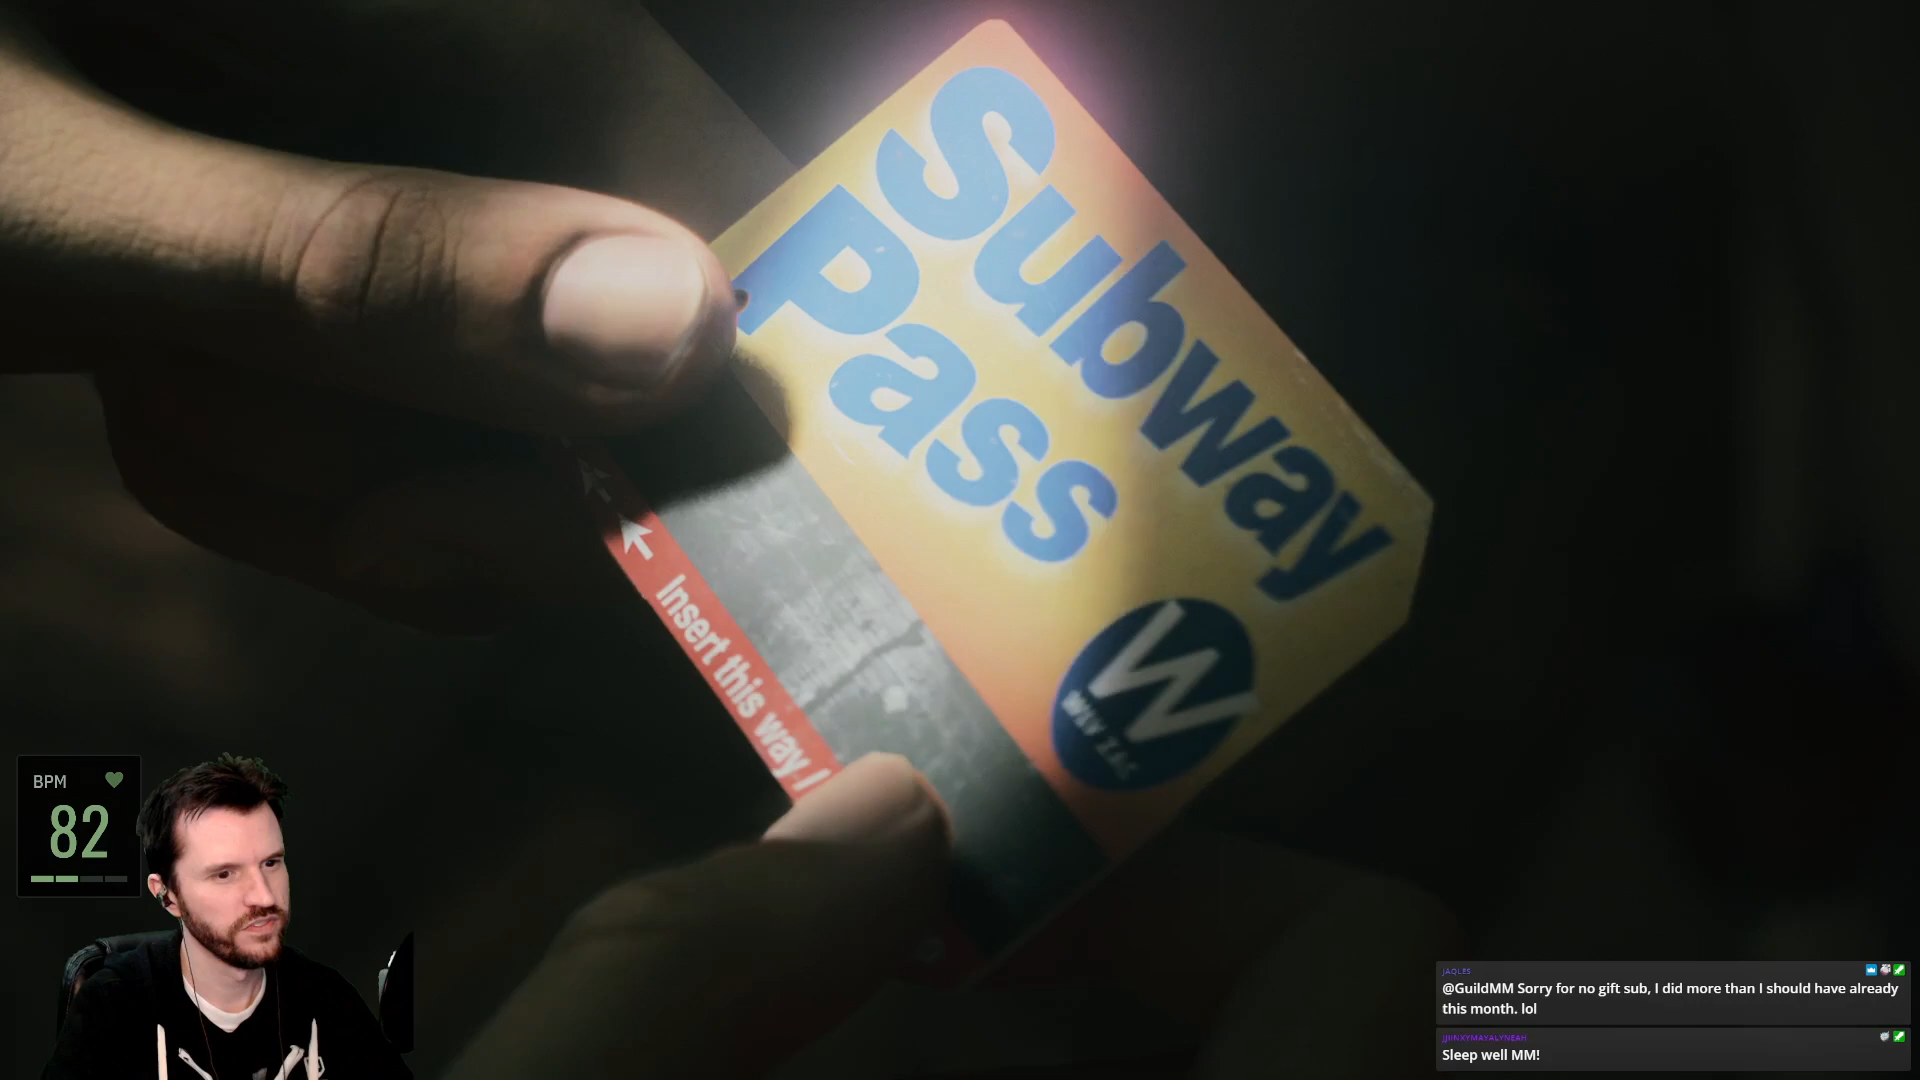 Subway
Pass
Insert this way /
W
BPM
82
JAQLES
@GuildMM Sorry for no gift sub, I did more than I should have already
this month. lol
Sleep well MM!